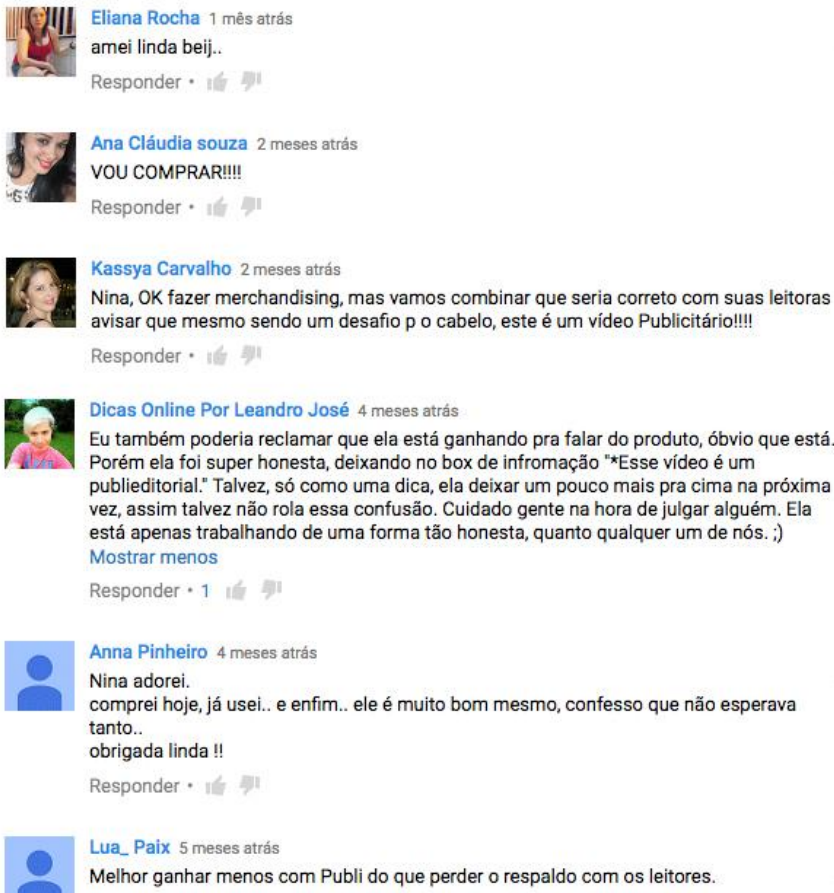 Eliana Rocha 1 mês atrás
amei linda beij..
Responder •
Ana Cláudia souza 2 meses atrás
VOU COMPRAR!!!!
Responder •
Kassya Carvalho 2 meses atrás
Nina, OK fazer merchandising, mas vamos combinar que seria correto com suas leitoras
avisar que mesmo sendo um desafio p o cabelo, este é um vídeo Publicitário!!!!
Responder •
Dicas Online Por Leandro José 4 meses atrás
Eu também poderia reclamar que ela está ganhando pra falar do produto, óbvio que está.
Porém ela foi super honesta, deixando no box de infromação "*Esse vídeo é um
publieditorial." Talvez, só como uma dica, ela deixar um pouco mais pra cima na próxima
vez, assim talvez não rola essa confusão. Cuidado gente na hora de julgar alguém. Ela
está apenas trabalhando de uma forma tão honesta, quanto qualquer um de nós. ;)
Mostrar menos
Responder • 1
Anna Pinheiro 4 meses atrás
Nina adorei.
comprei hoje, já usei.. e enfim.. ele é muito bom mesmo, confesso que não esperava
tanto..
obrigada linda !!
Responder •
Lua_ Paix 5 meses atrás
Melhor ganhar menos com Publi do que perder o respaldo com os leitores.